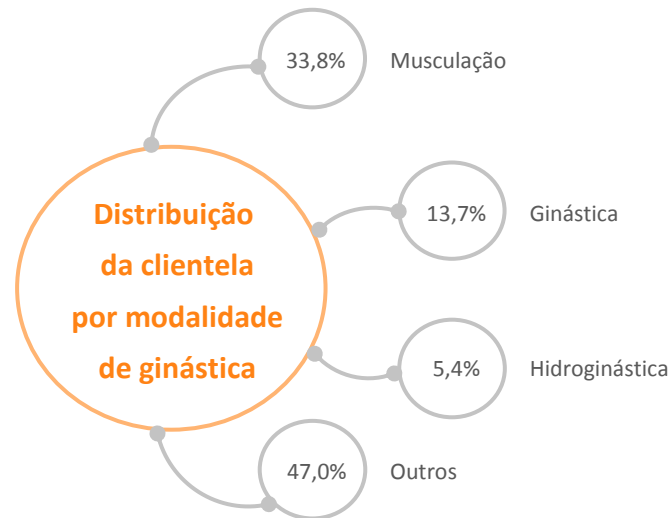 33,8% Musculação
Distribuição
da clientela
por modalidade
de ginástica
13,7% Ginástica
5,4% Hidroginástica
47,0% Outros